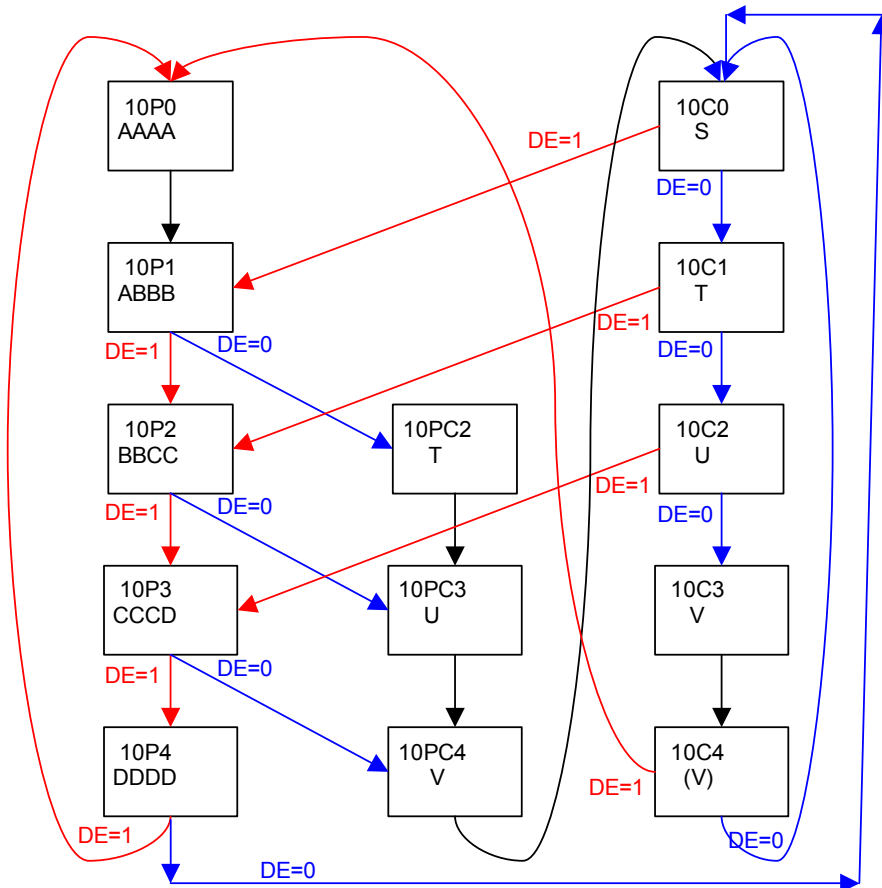 10P0
AAAA
10C0
S
DE=1
DE=0
10P1
ABBB
10C1
T
DE=1
DE=0
DE=1
DE=0
10P2
BBCC
10PC2
T
10C2
U
DE=1
DE=0
DE=1
DE=0
10P3
CCCD
10PC3
U
10C3
V
DE=1
DE=0
10P4
DDDD
10PC4
V
10C4
(V)
DE=1
DE=1
DE=0
DE=0